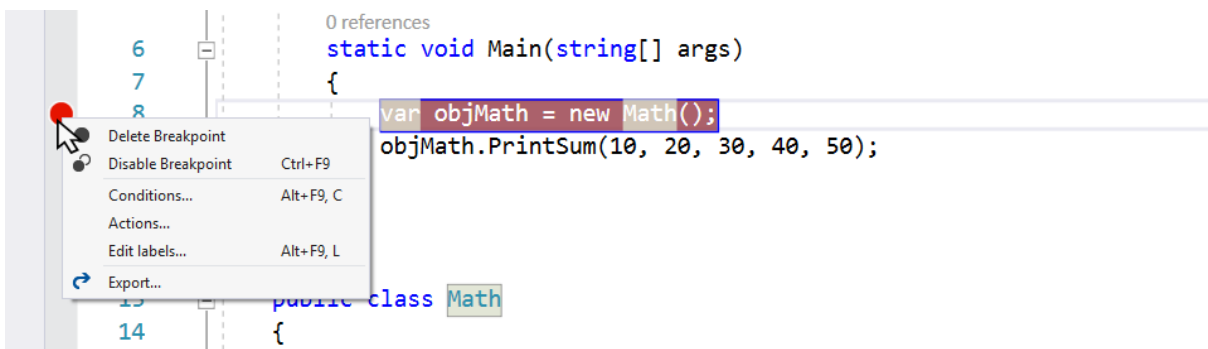 0 references
6 static void Main(string[] args)
7 {
8 var objMath = new Math();
objMath.PrintSum(10, 20, 30, 40, 50);
Delete Breakpoint
Disable Breakpoint Ctrl+F9
Conditions... Alt+F9, C
Actions...
Edit labels... Alt+F9, L
Export...
13 public class Math
14 {